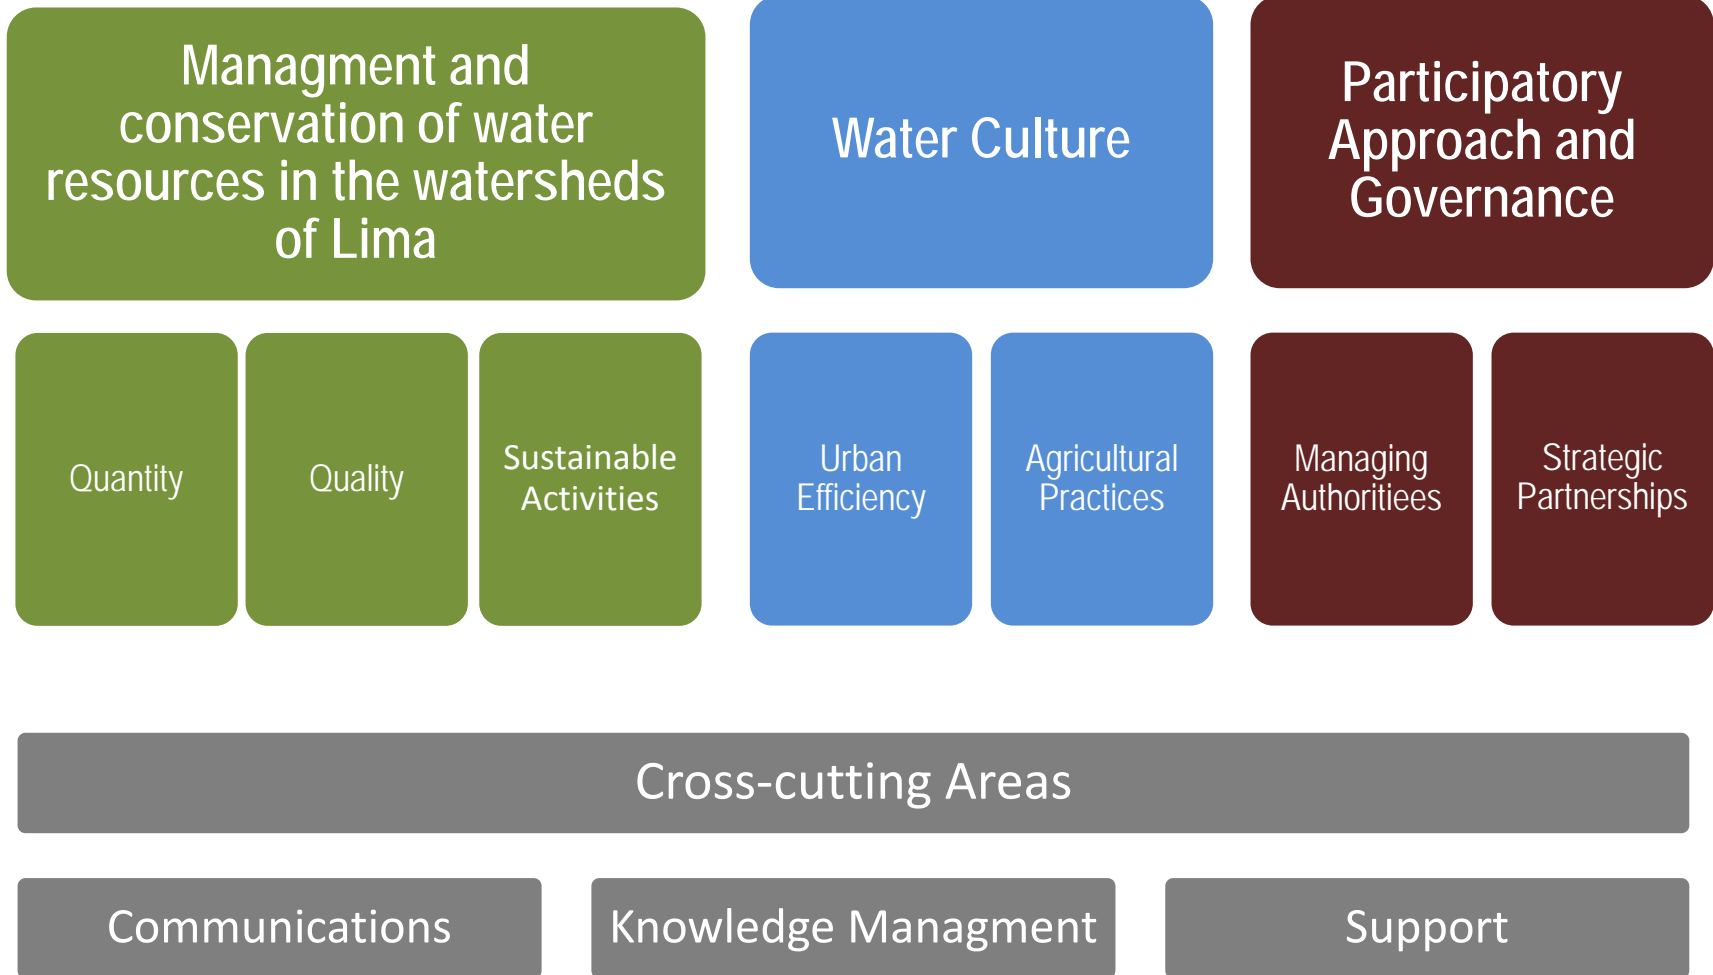 Managment and
conservation of water
resources in the watersheds
of Lima
Water Culture
Participatory
Approach and
Governance
Quantity
Quality
Sustainable
Activities
Urban
Efficiency
Agricultural
Practices
Managing
Authoritiees
Strategic
Partnerships
Cross-cutting Areas
Communications
Knowledge Managment
Support